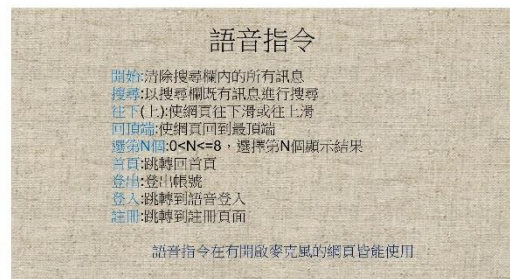 語音指令
開始:清除搜尋欄內的所有訊息
搜尋:以搜尋欄既有訊息進行搜尋
往下(上):使網頁往下滑或往上滑
回頂端:使網頁回到最頂端
選第N個:0<N<=8，選擇第N個顯示結果
首頁:跳轉回首頁
登出:登出帳號
登入:跳轉到語音登入
註冊:跳轉到註冊頁面
語音指令在有開啟麥克風的網頁皆能使用